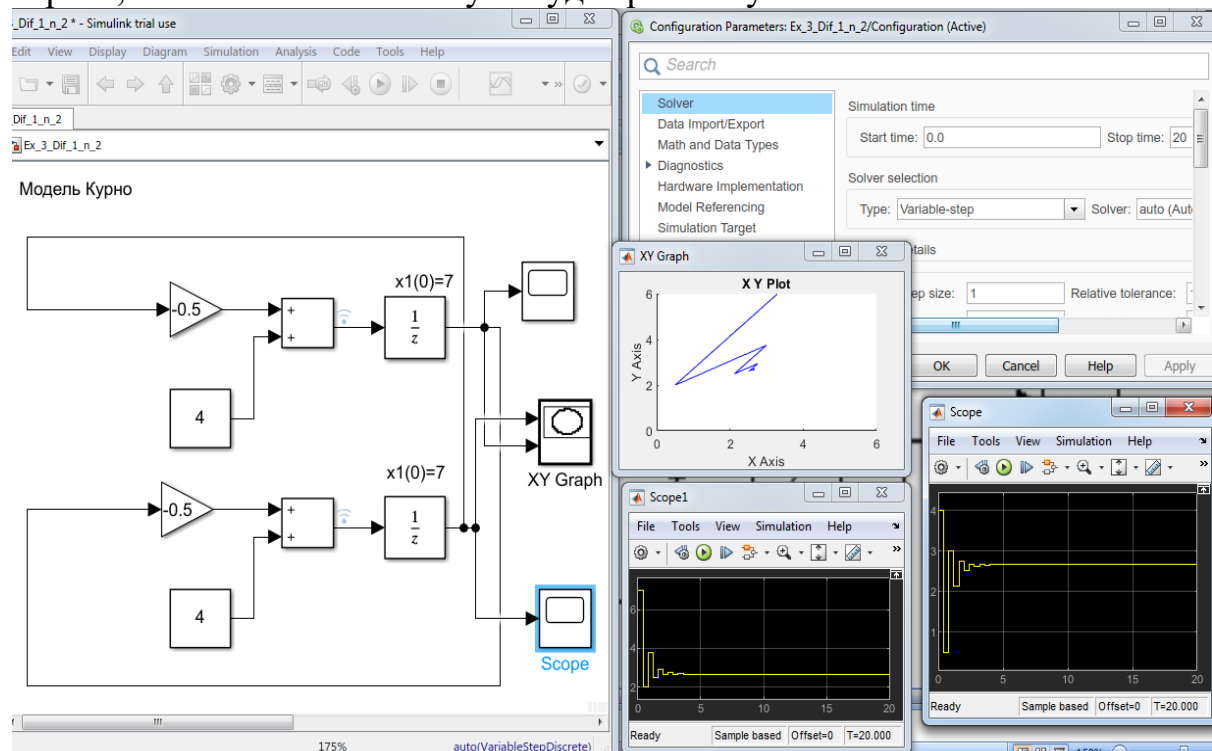 _Dif_1_n_2 * - Simulink trial use
Edit View Display Diagram Simulation Analysis Code Tools Help
Dif_1_n_2
Ex_3_Dif_1_n_2
Модель Курно
x1(0)=7
-0.5
+
+
1
z
4
XY Graph
x1(0)=7
-0.5
+
+
1
z
4
Scope
175%
auto(VariableStepDiscrete)
Configuration Parameters: Ex_3_Dif_1_n_2/Configuration (Active)
Search
Solver
Data Import/Export
Math and Data Types
Diagnostics
Hardware Implementation
Model Referencing
Simulation Target
Simulation time
Start time: 0.0
Stop time: 20
Solver selection
Type: Variable-step
Solver: auto (Aut
etails
ep size: 1
Relative tolerance:
OK
Cancel
Help
Apply
XY Graph
X Y Plot
6
4
2
0
Y Axis
0 2 4 6
X Axis
Scope1
File Tools View Simulation Help
6
4
2
0 5 10 15 20
Ready
Sample based Offset=0 T=20.000
Scope
File Tools View Simulation Help
4
3
2
1
0 5 10 15 20
Ready
Sample based Offset=0 T=20.000